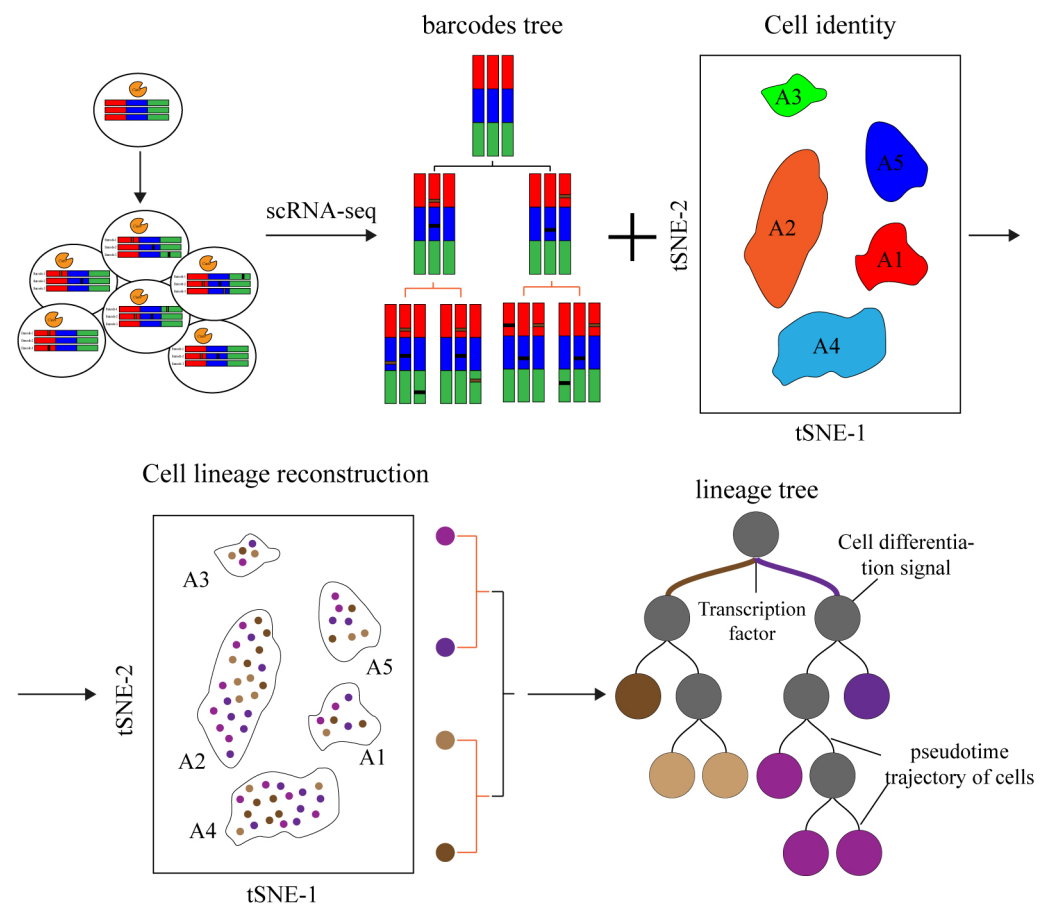 barcodes tree
Cell identity
scRNA-seq
A3
A5
A2
A1
A4
tSNE-2
tSNE-1
Cell lineage reconstruction
lineage tree
A3
A5
A2
A1
A4
tSNE-2
tSNE-1
Cell differentia-
tion signal
Transcription
factor
pseudotime
trajectory of cells